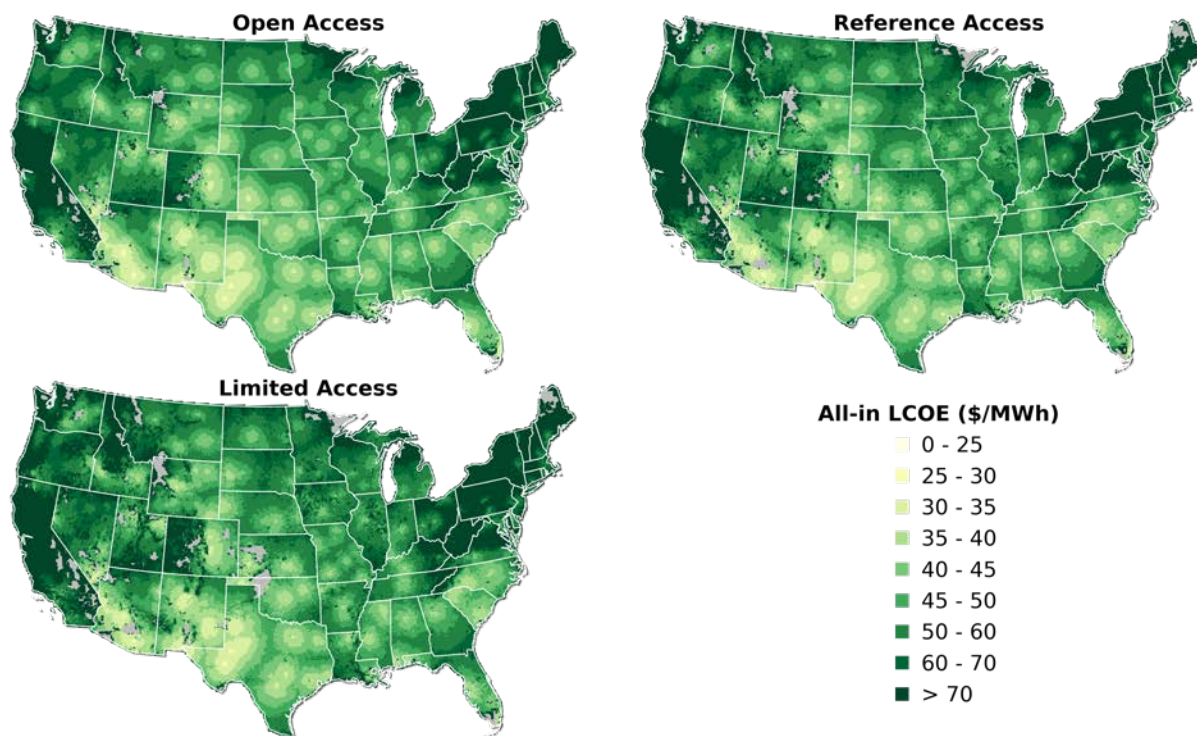 Open Access
Reference Access
Limited Access
All-in LCOE ($/MWh)
0 - 25
25 - 30
30 - 35
35 - 40
40 - 45
45 - 50
50 - 60
60 - 70
> 70